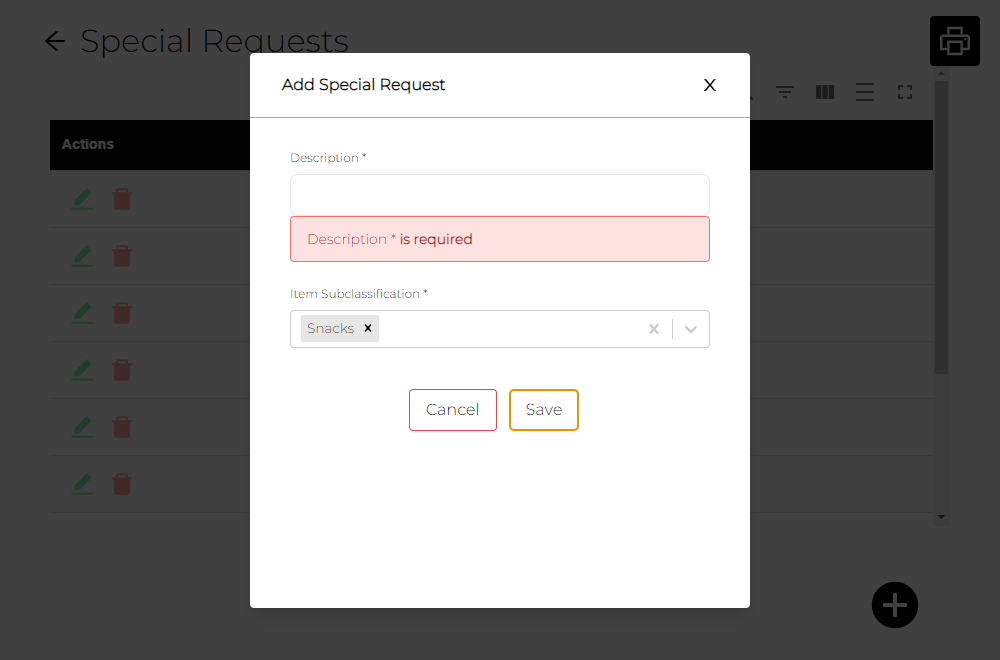 Special Requests
Add Special Request
X
Actions
Description *
Description * is required
Item Subclassification *
Snacks
Cancel
Save